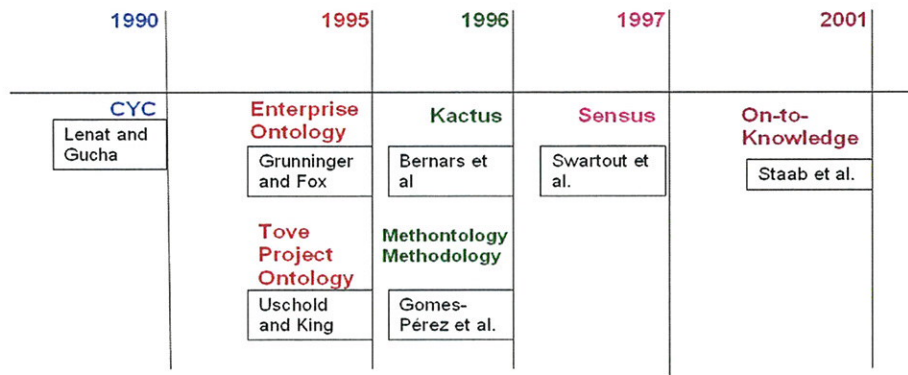 1990
1995
1996
1997
2001
CYC
Lenat and
Gucha
Enterprise
Ontology
Grunninger
and Fox
Tove
Project
Ontology
Uschold
and King
Kactus
Bernars et
al
Methontology
Methodology
Gomes-
Pérez et al.
Sensus
Swartout et
al.
On-to-
Knowledge
Staab et al.